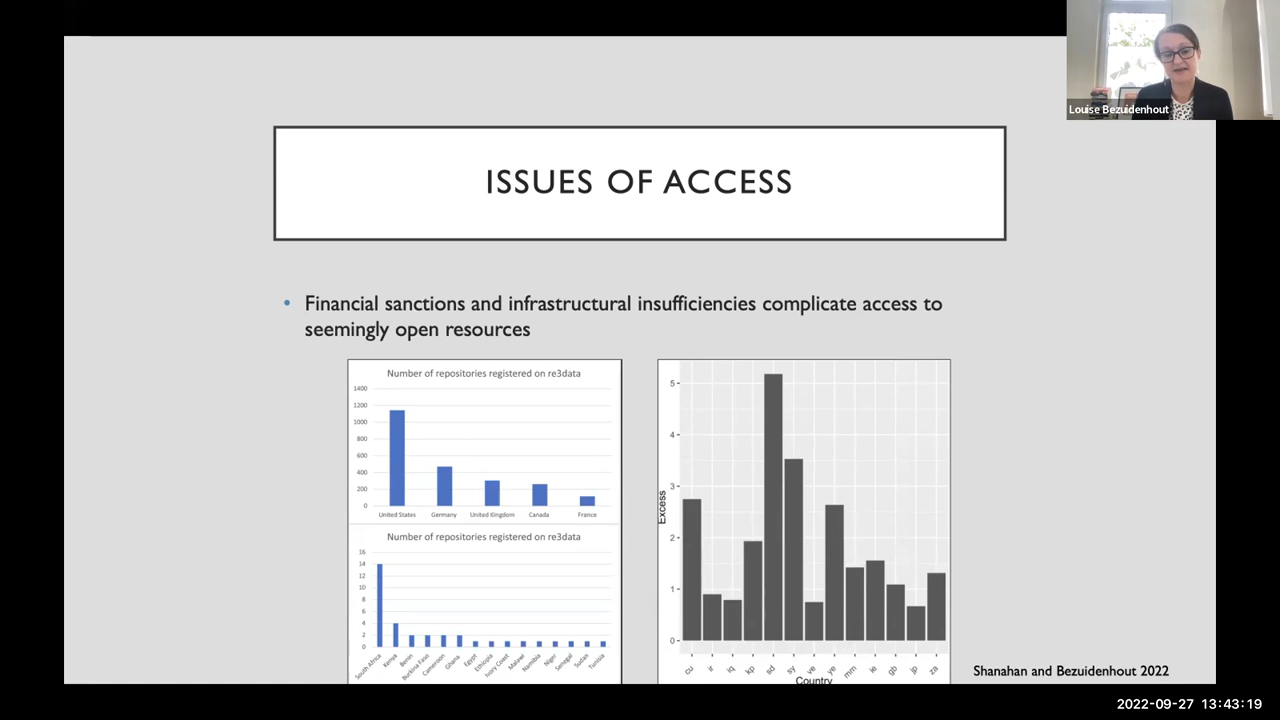 Louise Bezuidenhout
ISSUES OF ACCESS
• Financial sanctions and infrastructural insufficiencies complicate access to
seemingly open resources
Number of repositories registered on re3data
1400
1200
1000
800
600
400
200
0
United States Germany United Kingdom Canada France
Number of repositories registered on re3data
16
14
12
10
8
6
4
2
0
South Africa Kenya Benin Burkina Faso Cameroon Ghana Egypt Ethiopia Ivory Coast Malawi Namibia Niger Senegal Sudan Tunisia
Excess
5
4
3
2
1
0
cu ir iq kp sd sy ve ye mm ie gb jp za
Country
Shanahan and Bezuidenhout 2022
2022-09-27 13:43:19